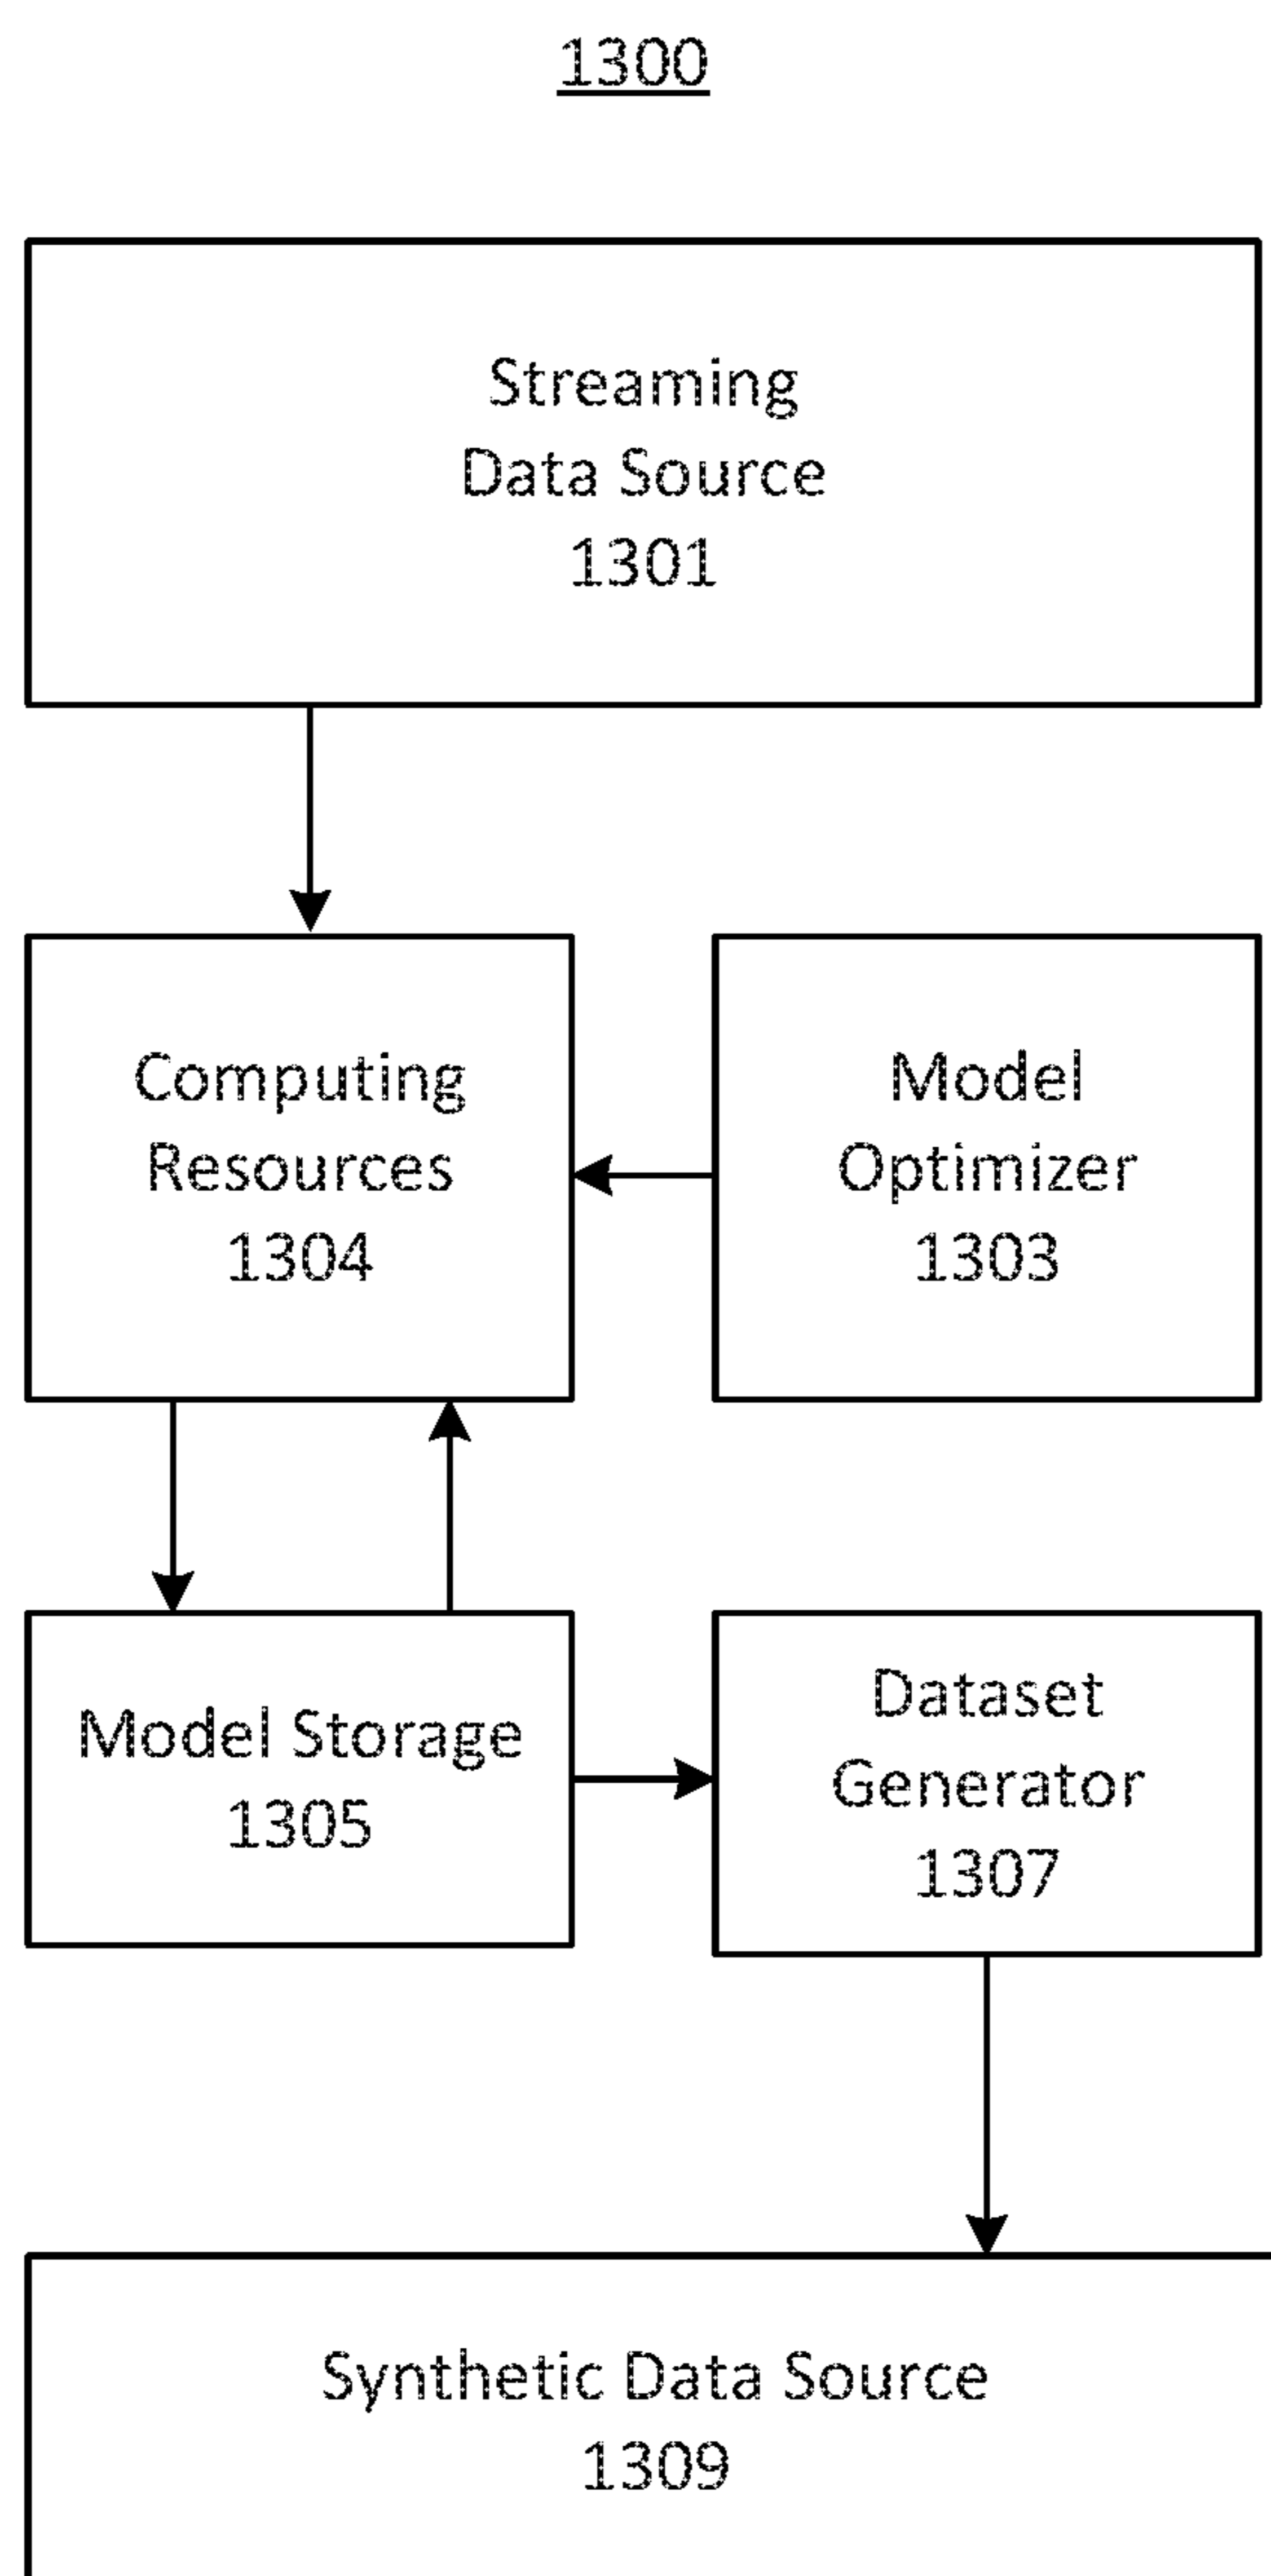 1300
Streaming
Data Source
1301
Computing
Resources
1304
Model
Optimizer
1303
Model Storage
1305
Dataset
Generator
1307
Synthetic Data Source
1309